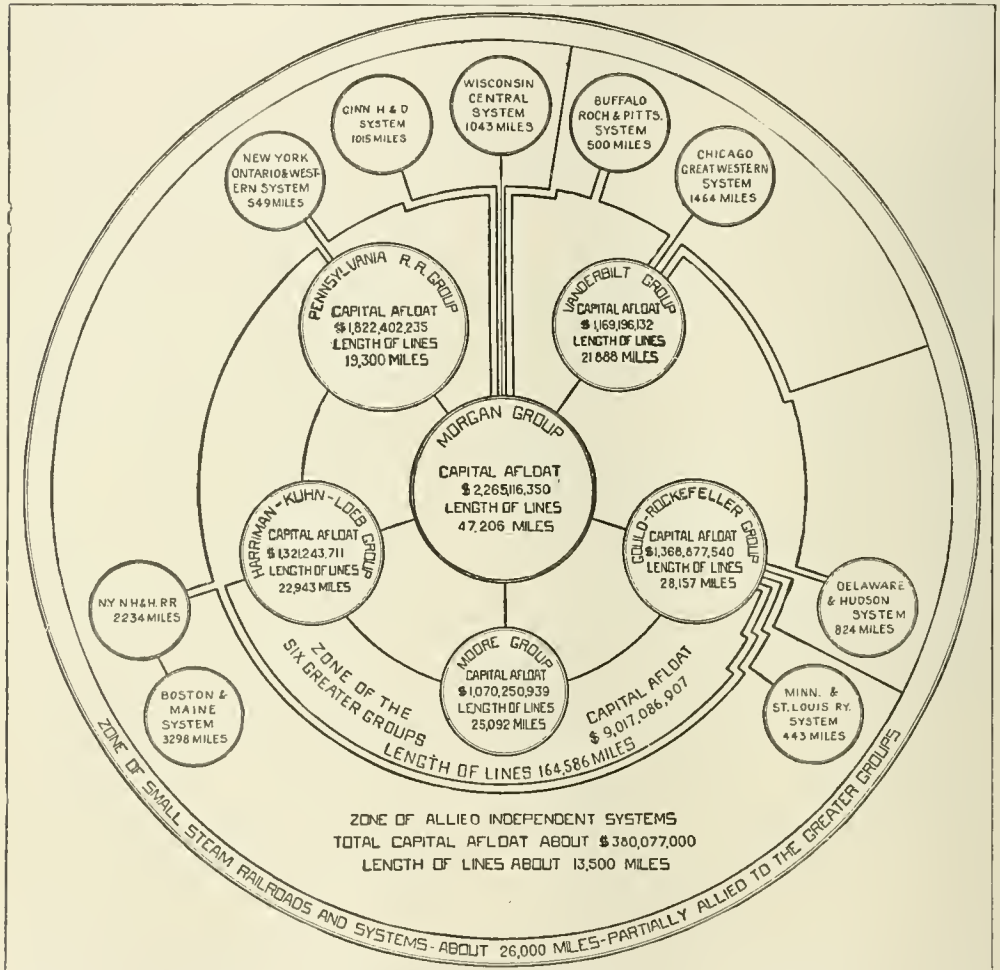 WISCONSIN
CENTRAL
SYSTEM
1043 MILES
CINN H & D
SYSTEM
1015 MILES
BUFFALO
ROCH & PITTS.
SYSTEM
500 MILES
NEW YORK
ONTARIO & WEST-
ERN SYSTEM
549 MILES
CHICAGO
GREAT WESTERN
SYSTEM
1464 MILES
PENNSYLVANIA R.R. GROUP
CAPITAL AFLOAT
$1,822,402,235
LENGTH OF LINES
19,300 MILES
VANDERBILT GROUP
CAPITAL AFLOAT
$1,169,196,132
LENGTH OF LINES
21888 MILES
MORGAN GROUP
CAPITAL AFLOAT
$2,265,116,350
LENGTH OF LINES
47,206 MILES
HARRIMAN-KUHN-LOEB GROUP
CAPITAL AFLOAT
$1,321,243,711
LENGTH OF LINES
22,943 MILES
GOULD-ROCKEFELLER GROUP
CAPITAL AFLOAT
$1,368,877,540
LENGTH OF LINES
28,157 MILES
N.Y. N H & H. RR
2234 MILES
DELAWARE
& HUDSON
SYSTEM
824 MILES
MOORE GROUP
CAPITAL AFLOAT
$1,070,250,939
LENGTH OF LINES
25,092 MILES
BOSTON &
MAINE
SYSTEM
3298 MILES
MINN. &
ST. LOUIS RY.
SYSTEM
443 MILES
ZONE OF THE
SIX GREATER GROUPS
CAPITAL AFLOAT
$9,017,086,907
LENGTH OF LINES 164,586 MILES
ZONE OF ALLIED INDEPENDENT SYSTEMS
TOTAL CAPITAL AFLOAT ABOUT $380,077,000
LENGTH OF LINES ABOUT 13,500 MILES
ZONE OF SMALL STEAM RAILROADS AND SYSTEMS-ABOUT 26,000 MILES-PARTIALLY ALLIED TO THE GREATER GROUPS